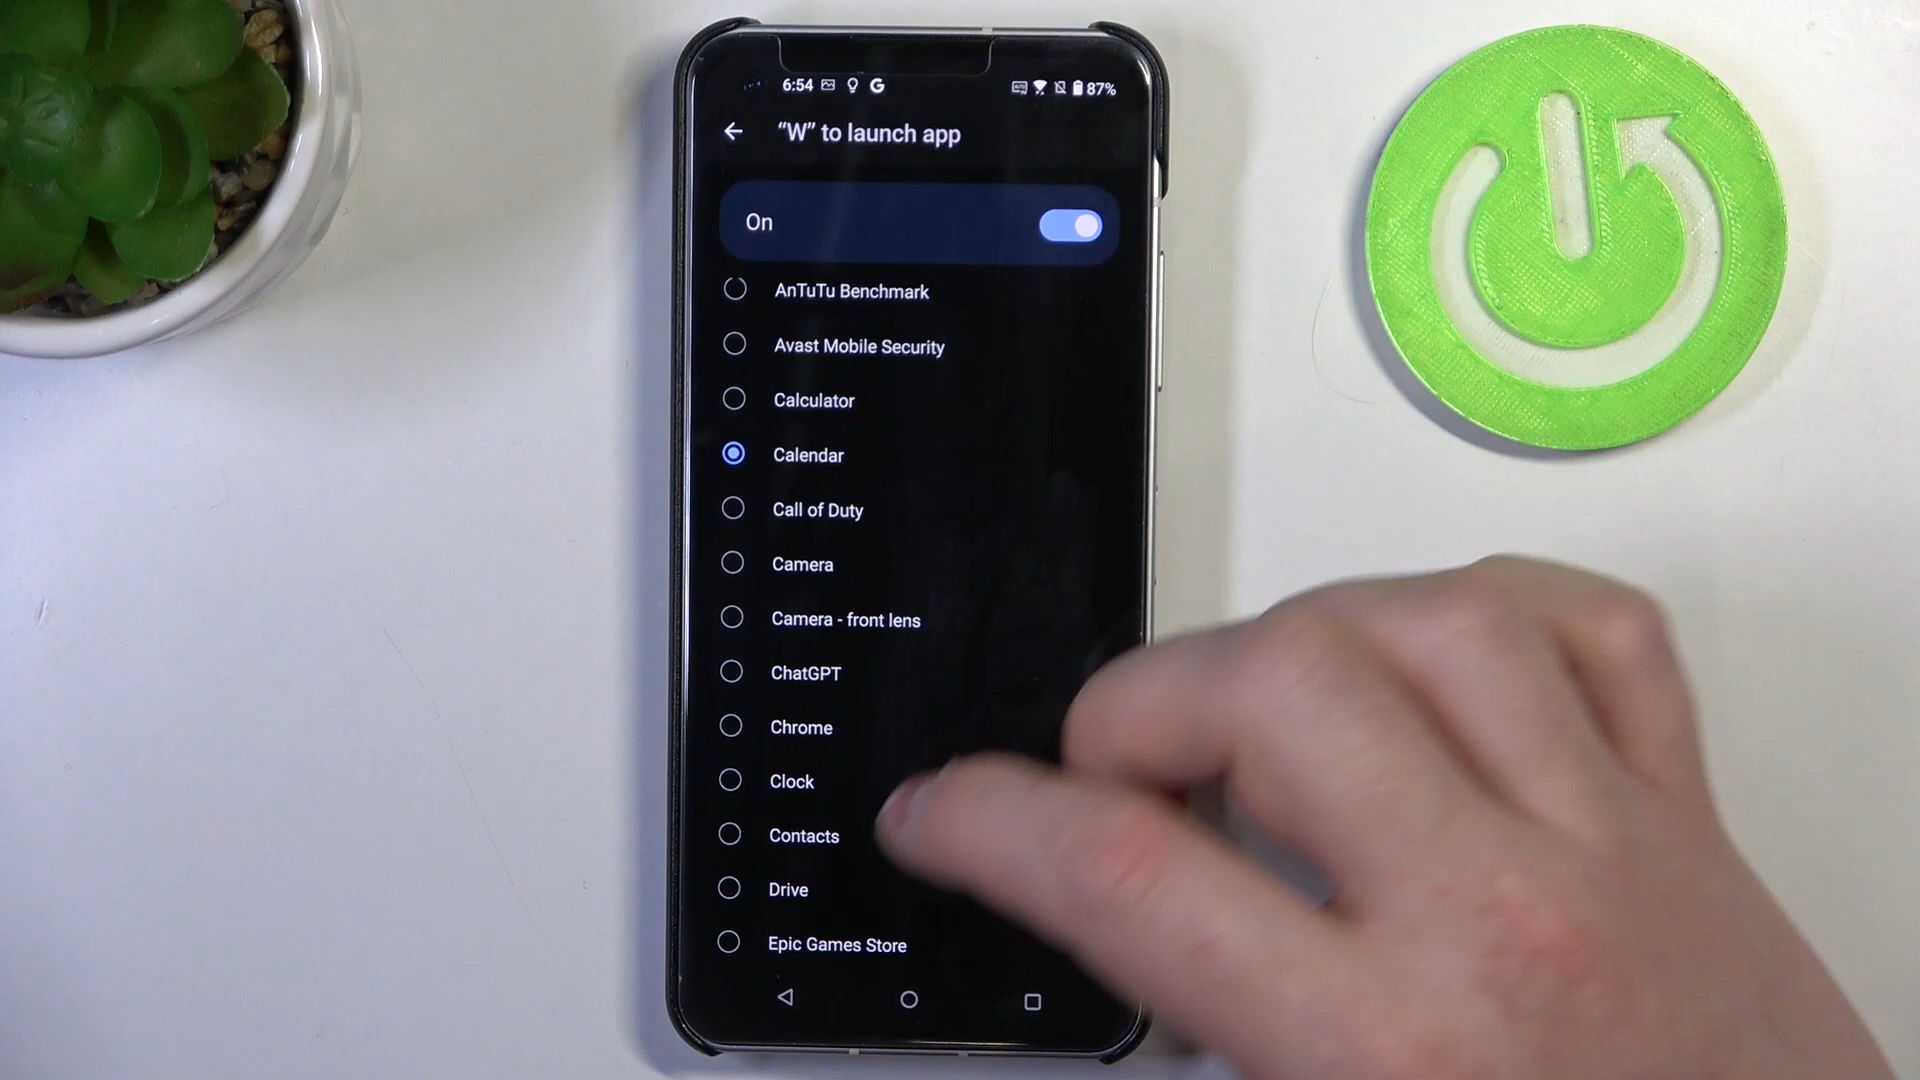 6:54 G 87%
“W” to launch app
On
AnTuTu Benchmark
Avast Mobile Security
Calculator
Calendar
Call of Duty
Camera
Camera - front lens
ChatGPT
Chrome
Clock
Contacts
Drive
Epic Games Store